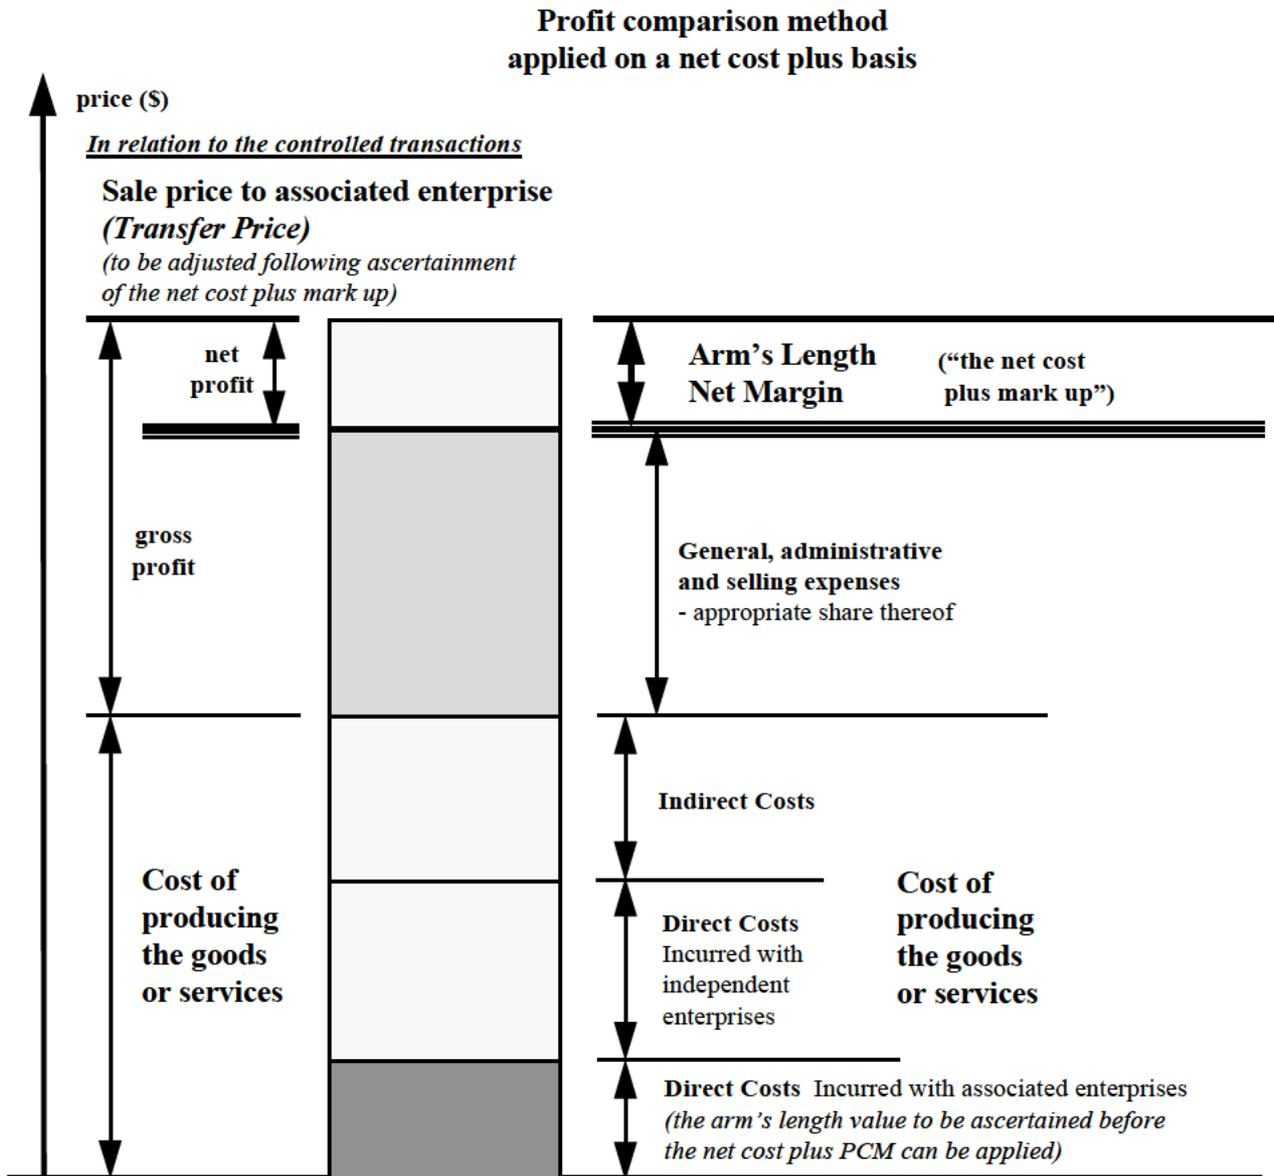 Profit comparison method
applied on a net cost plus basis
price ($)
In relation to the controlled transactions
Sale price to associated enterprise
(Transfer Price)
(to be adjusted following ascertainment
of the net cost plus mark up)
net
profit
Arm's Length
Net Margin
("the net cost
plus mark up")
gross
profit
General, administrative
and selling expenses
- appropriate share thereof
Indirect Costs
Cost of
producing
the goods
or services
Direct Costs
Incurred with
independent
enterprises
Cost of
producing
the goods
or services
Direct Costs Incurred with associated enterprises
(the arm's length value to be ascertained before
the net cost plus PCM can be applied)